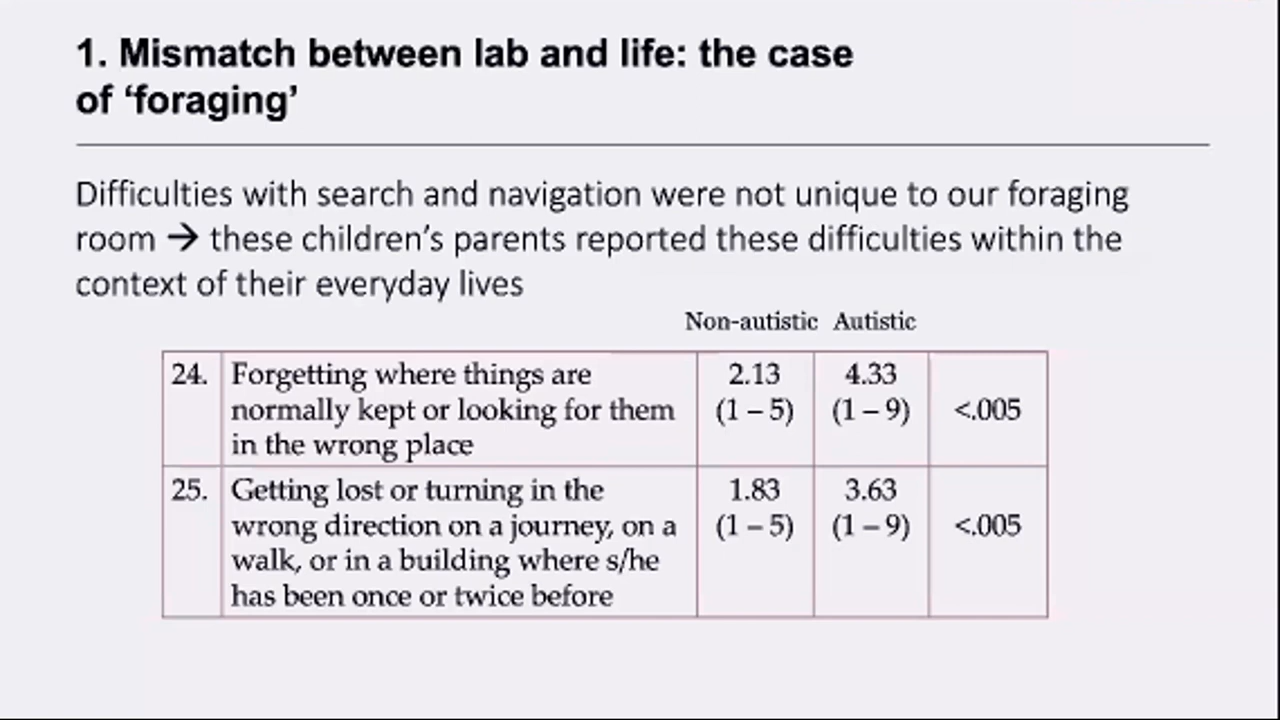 1. Mismatch between lab and life: the case
of ‘foraging’
Difficulties with search and navigation were not unique to our foraging
room → these children’s parents reported these difficulties within the
context of their everyday lives
Non-autistic Autistic
24. Forgetting where things are 2.13 4.33
normally kept or looking for them (1 – 5) (1 – 9) <.005
in the wrong place
25. Getting lost or turning in the 1.83 3.63
wrong direction on a journey, on a (1 – 5) (1 – 9) <.005
walk, or in a building where s/he
has been once or twice before